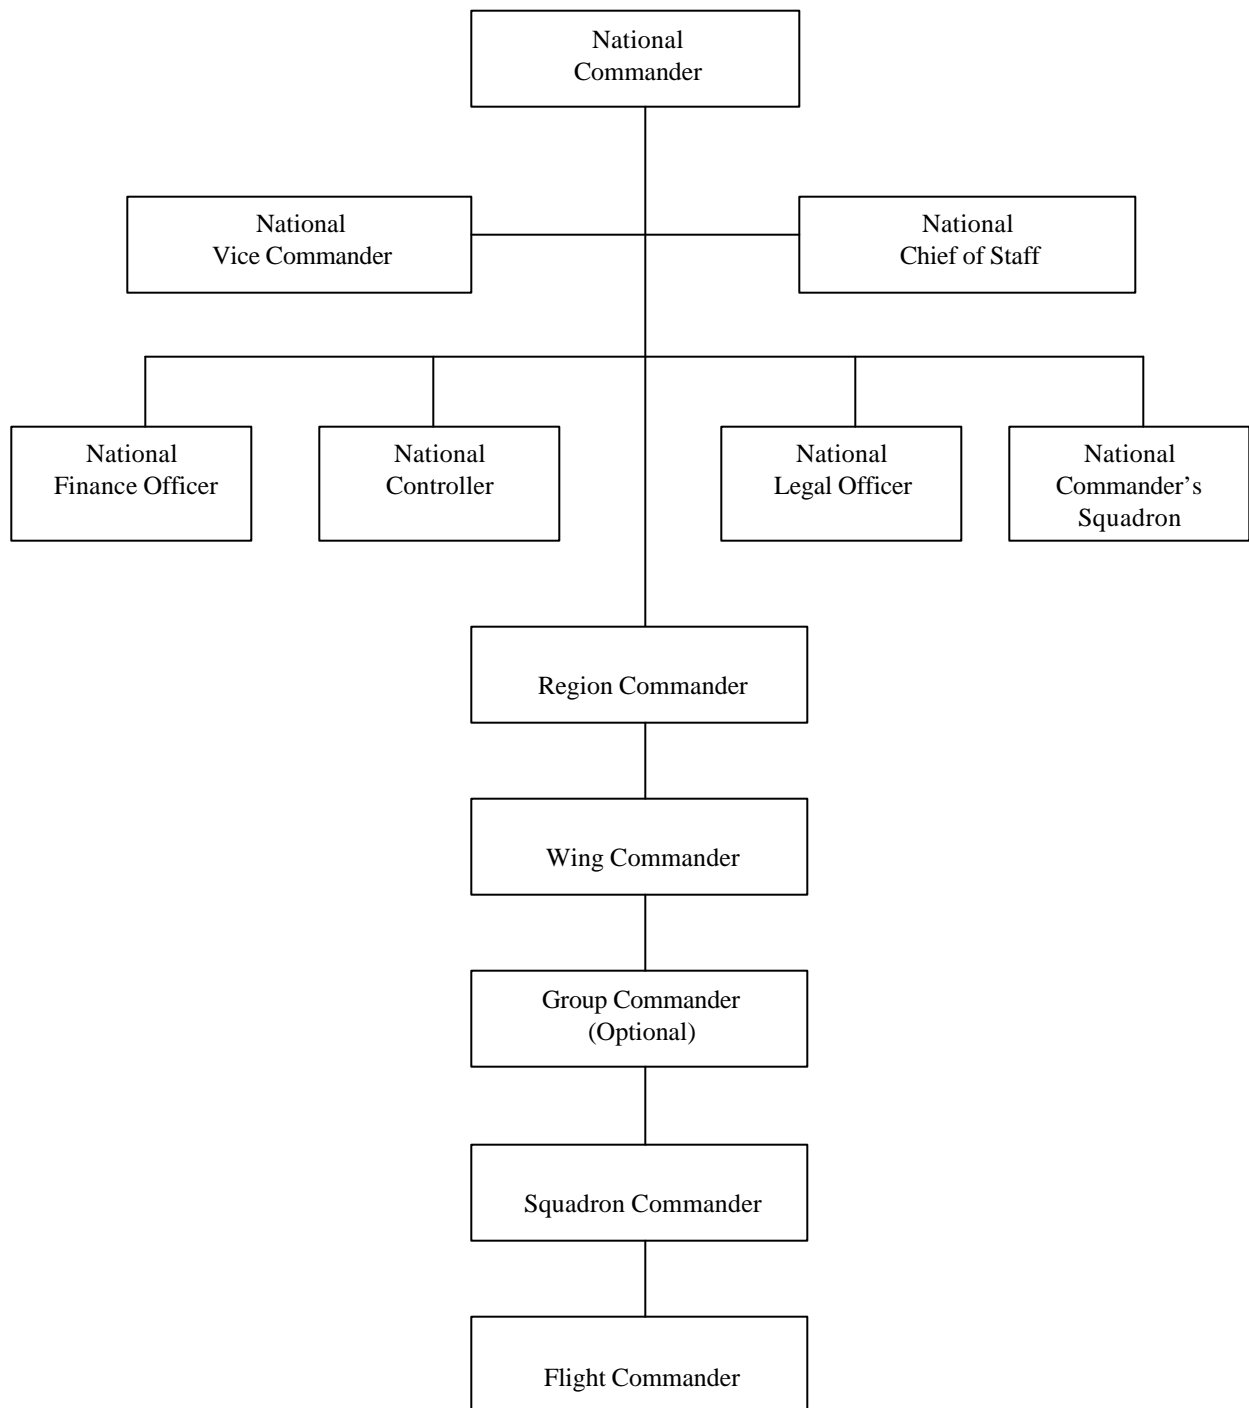 National
Commander
National
Vice Commander
National
Chief of Staff
National
Finance Officer
National
Controller
National
Legal Officer
National
Commander’s
Squadron
Region Commander
Wing Commander
Group Commander
(Optional)
Squadron Commander
Flight Commander